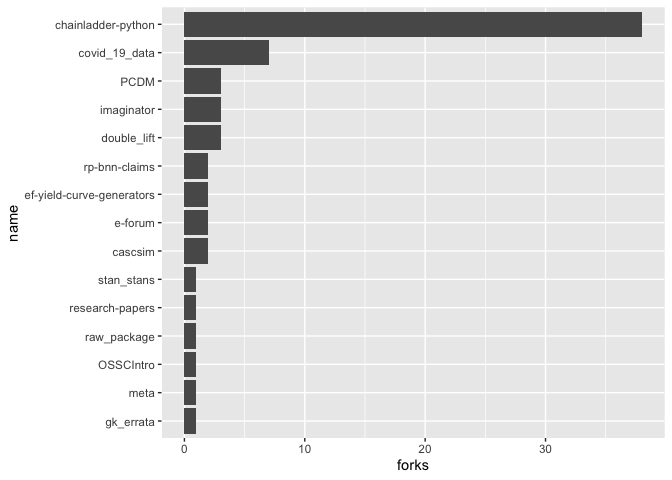 chainladder-python
covid_19_data
PCDM
imaginator
double_lift
rp-bnn-claims
ef-yield-curve-generators
e-forum
cascsim
stan_stans
research-papers
raw_package
OSSCIntro
meta
gk_errata
name
0 10 20 30
forks